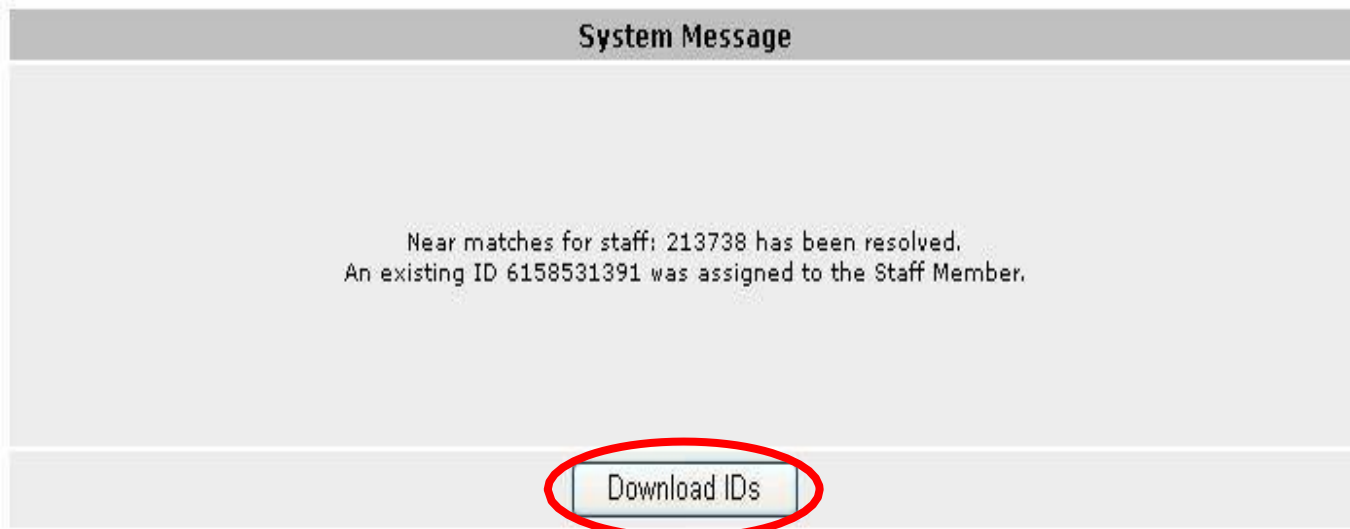 System Message
Near matches for staff: 213738 has been resolved.
An existing ID 6158531391 was assigned to the Staff Member.
Download IDs